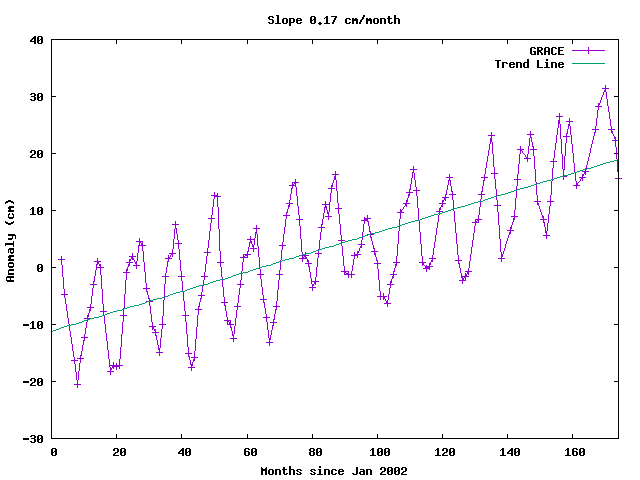 Slope 0.17 cm/month
GRACE
Trend Line
40
30
20
10
0
-10
-20
-30
Anomaly (cm)
0 20 40 60 80 100 120 140 160
Months since Jan 2002